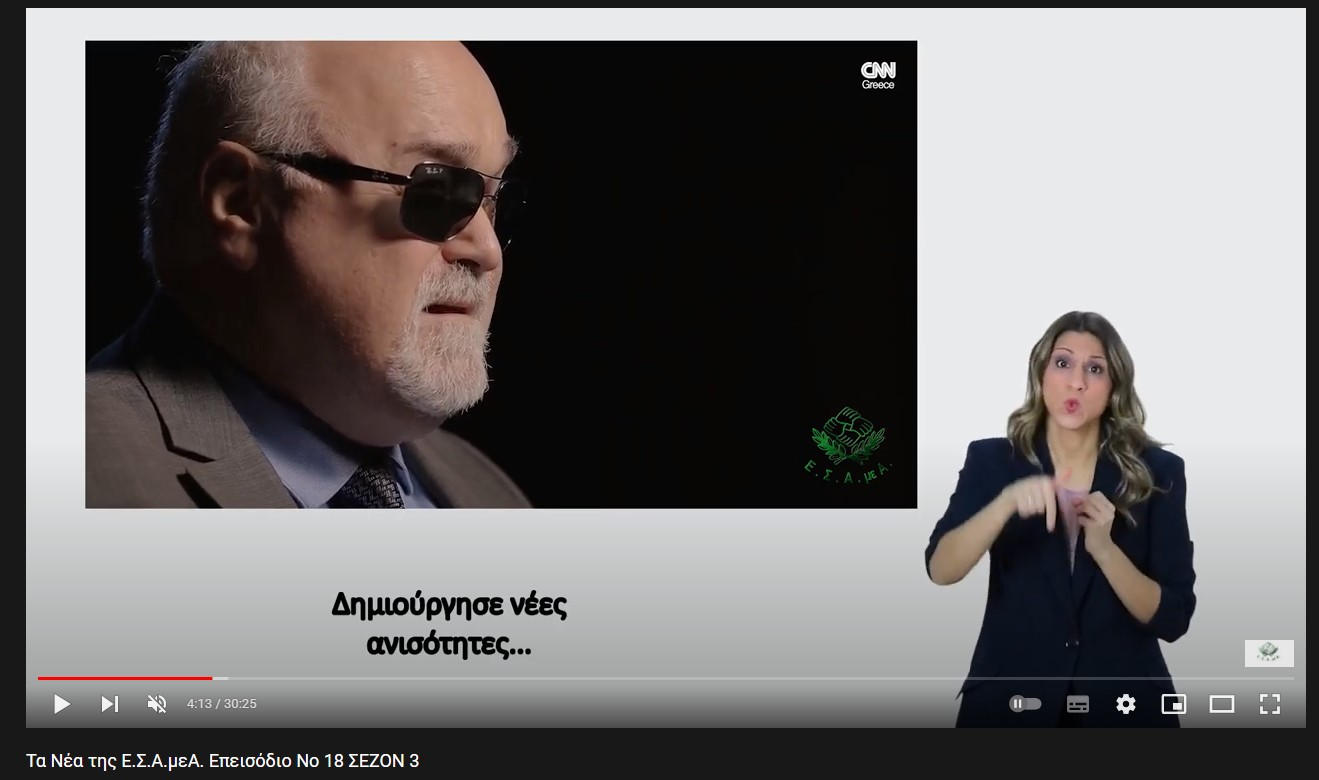 CNN
Greece
Ε.Σ.Α.μεΑ.
Δημιούργησε νέες
ανισότητες...
4:13 / 30:25
Τα Νέα της Ε.Σ.Α.μεΑ. Επεισόδιο Νο 18 ΣΕΖΟΝ 3